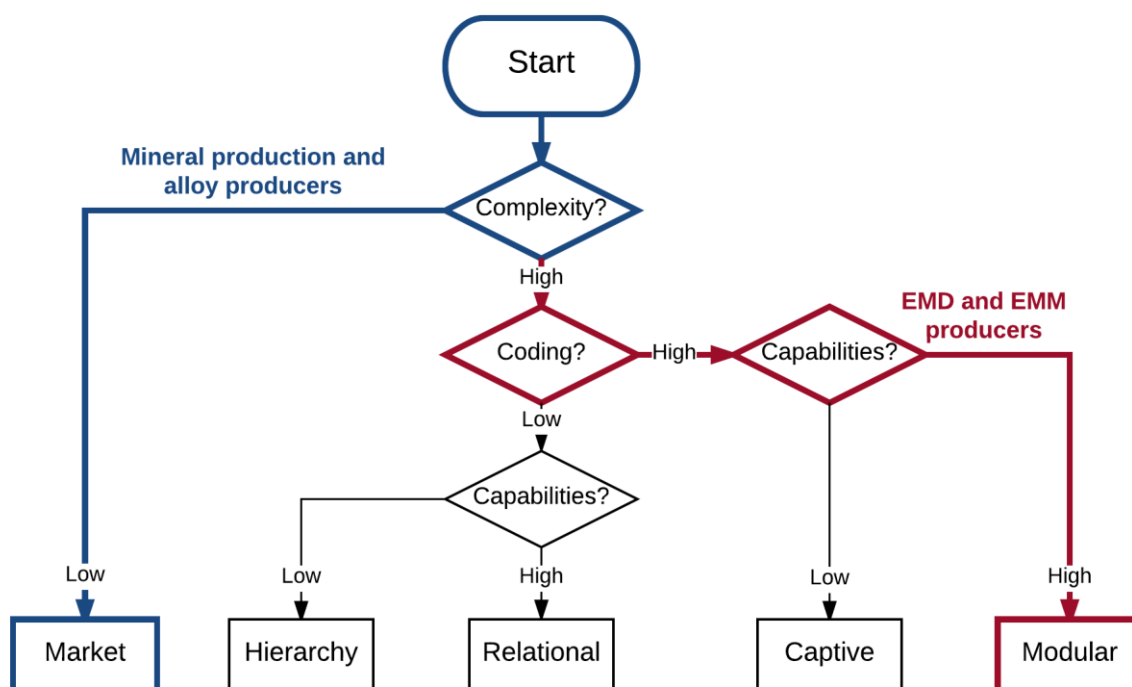 Start
Mineral production and
alloy producers
Complexity?
High
EMD and EMM
producers
Coding?
High
Capabilities?
Low
Capabilities?
Low
Low
High
Low
High
Market
Hierarchy
Relational
Captive
Modular